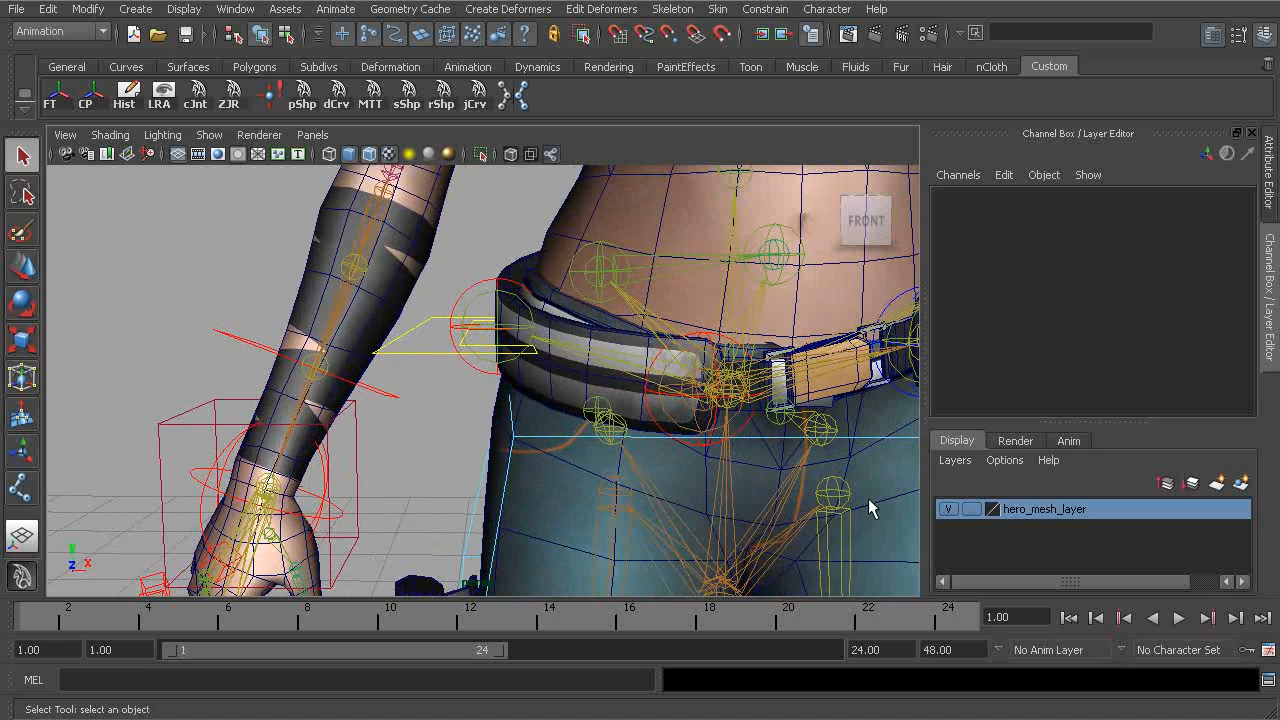 File Edit Modify Create Display Window Assets Animate Geometry Cache Create Deformers Edit Deformers Skeleton Skin Constrain Character Help
Animation
General Curves Surfaces Polygons Subdivs Deformation Animation Dynamics Rendering PaintEffects Toon Muscle Fluids Fur Hair nCloth Custom
FT CP Hist LRA cJnt ZJR pShp dCrv MTT sShp rShp jCrv
View Shading Lighting Show Renderer Panels
Channel Box / Layer Editor
Channels Edit Object Show
Attribute Editor
Channel Box / Layer Editor
FRONT
Display Render Anim
Layers Options Help
V hero_mesh_layer
y
z x
persp
2 4 6 8 10 12 14 16 18 20 22 24 1.00
1.00 1.00 1 24 24.00 48.00 No Anim Layer No Character Set
MEL
Select Tool: select an object